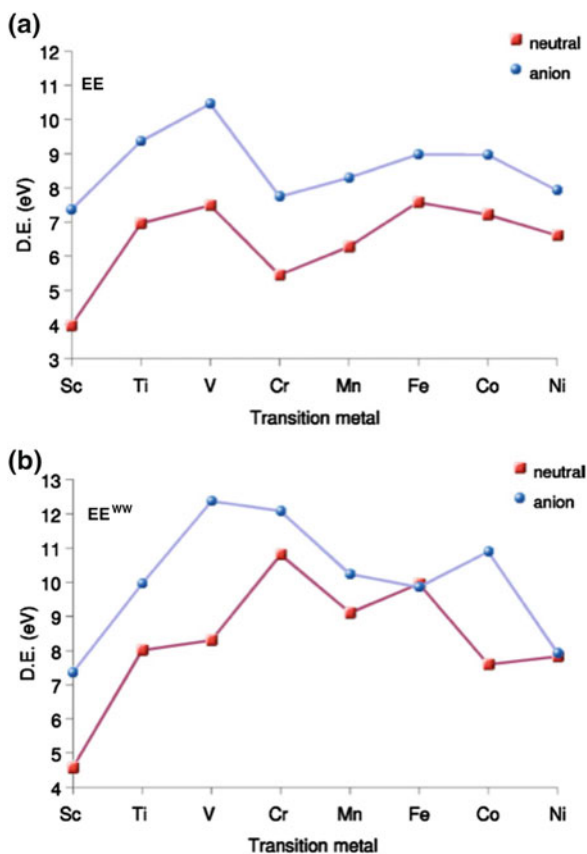 (a)
neutral
anion
EE
12
11
10
9
8
7
6
5
4
3
D.E. (eV)
Sc Ti V Cr Mn Fe Co Ni
Transition metal
(b)
neutral
anion
EE^WW
13
12
11
10
9
8
7
6
5
4
D.E. (eV)
Sc Ti V Cr Mn Fe Co Ni
Transition metal